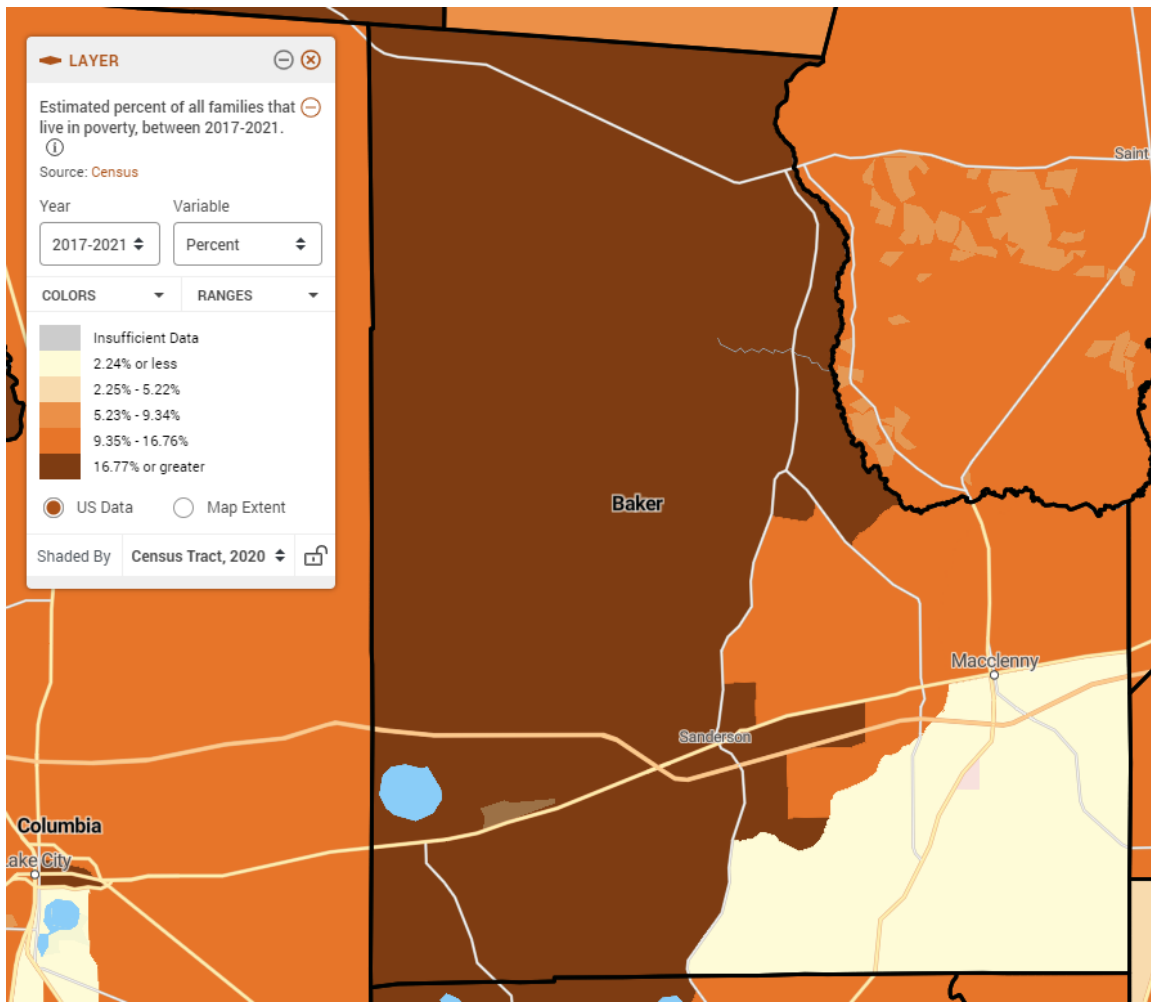 LAYER
Estimated percent of all families that
live in poverty, between 2017-2021.
Source: Census
Year Variable
2017-2021 Percent
COLORS RANGES
Insufficient Data
2.24% or less
2.25% - 5.22%
5.23% - 9.34%
9.35% - 16.76%
16.77% or greater
US Data Map Extent
Shaded By Census Tract, 2020
Saint
Baker
Macclenny
Sanderson
Columbia
Lake City